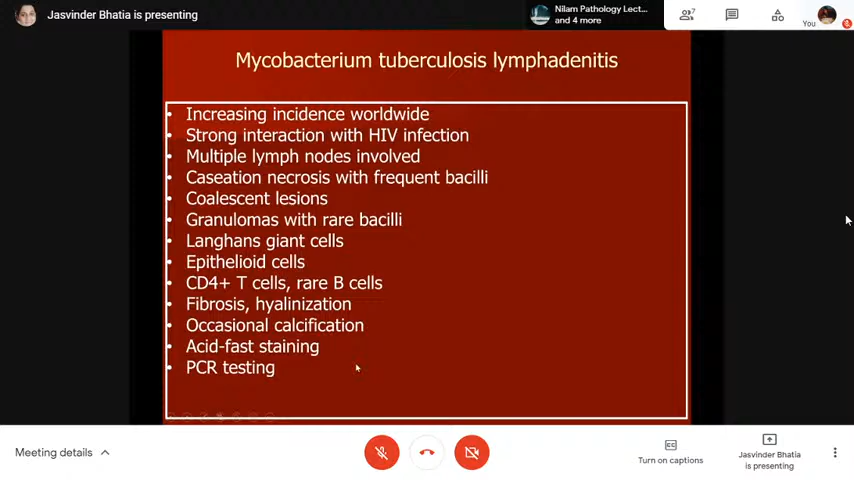 Jasvinder Bhatia is presenting
Nilam Pathology Lect...
and 4 more
7
You
Mycobacterium tuberculosis lymphadenitis
• Increasing incidence worldwide
• Strong interaction with HIV infection
• Multiple lymph nodes involved
• Caseation necrosis with frequent bacilli
• Coalescent lesions
• Granulomas with rare bacilli
• Langhans giant cells
• Epithelioid cells
• CD4+ T cells, rare B cells
• Fibrosis, hyalinization
• Occasional calcification
• Acid-fast staining
• PCR testing
Meeting details
Turn on captions
Jasvinder Bhatia
is presenting